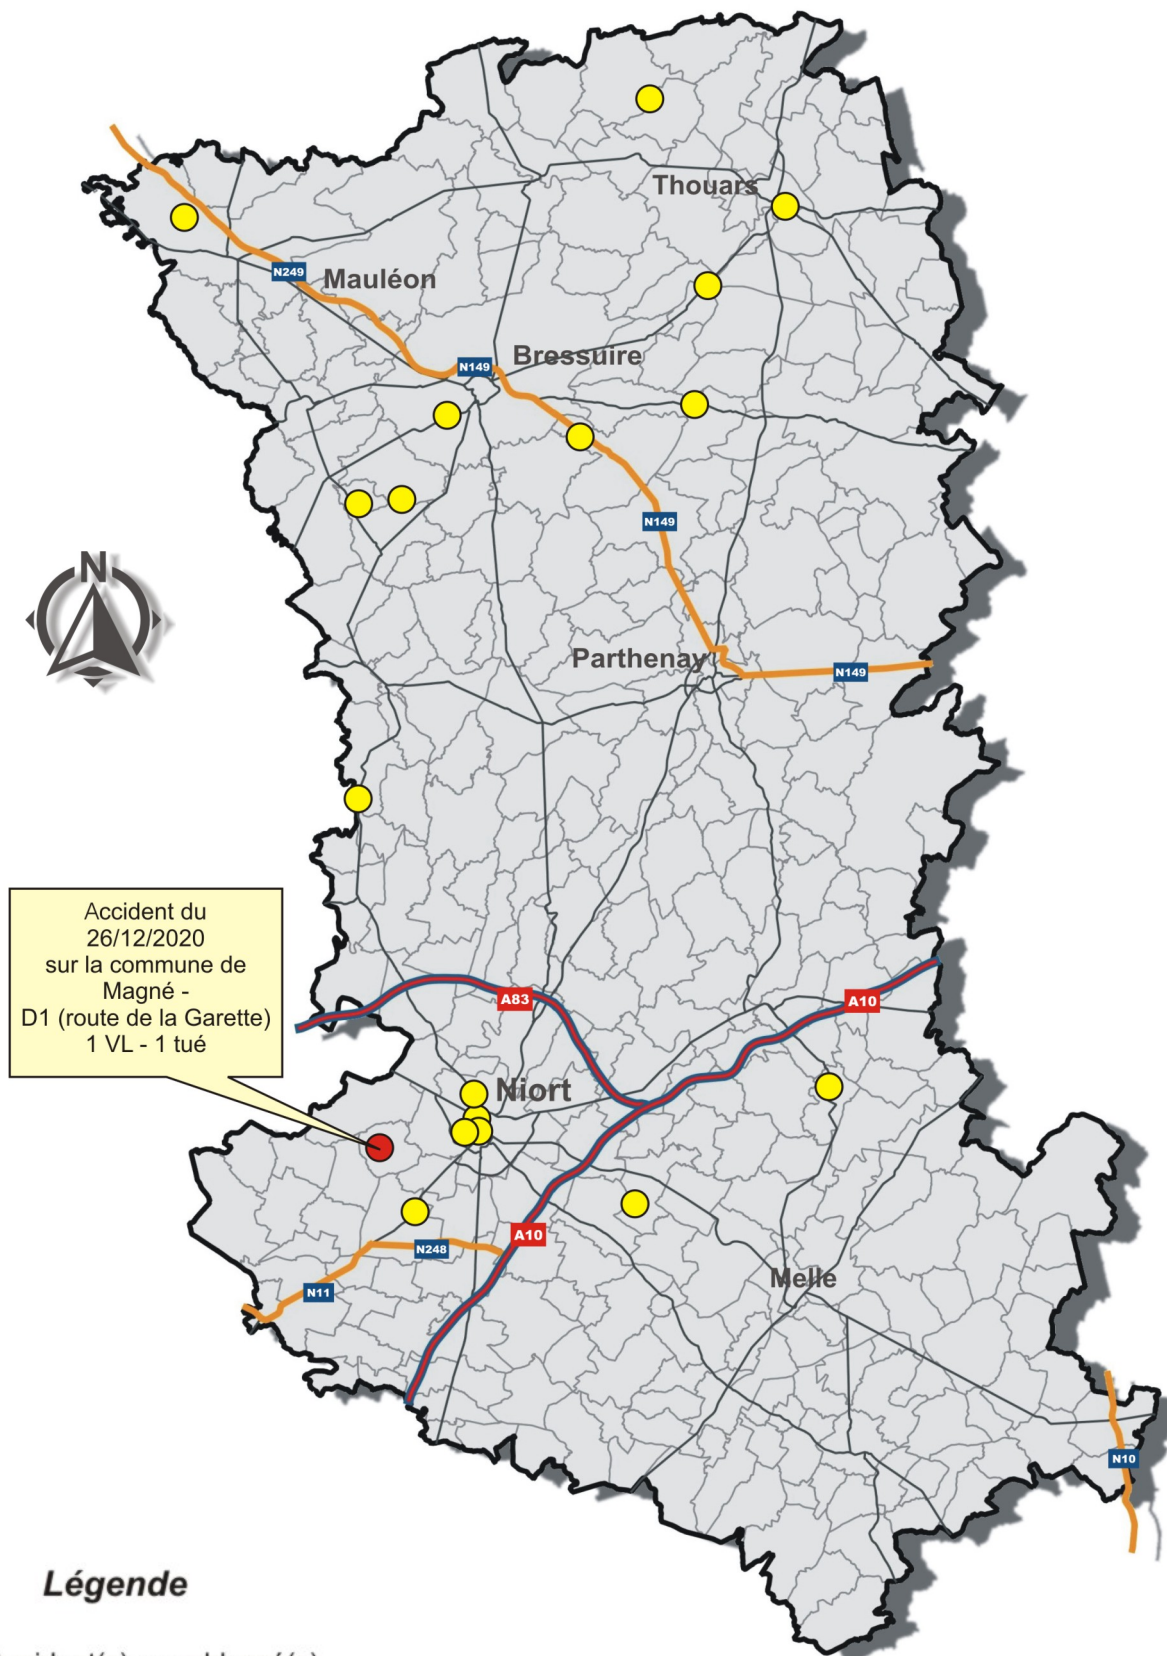 Thouars
N249
Mauléon
Bressuire
N149
N149
N
Parthenay
N149
Accident du
26/12/2020
sur la commune de
Magné -
D1 (route de la Garette)
1 VL - 1 tué
A83
A10
Niort
A10
N248
N11
Melle
N10
Légende